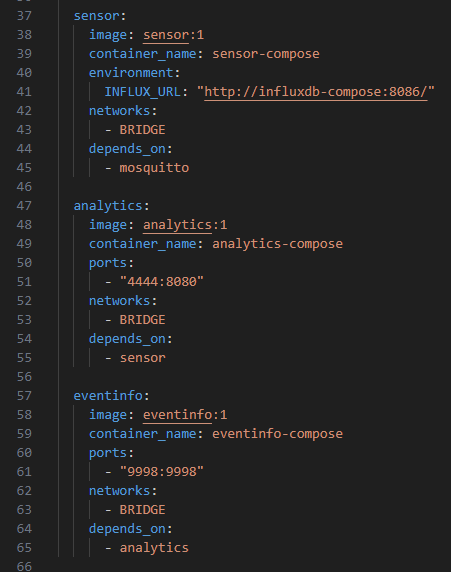 37 sensor:
38 image: sensor:1
39 container_name: sensor-compose
40 environment:
41 INFLUX_URL: "http://influxdb-compose:8086/"
42 networks:
43 - BRIDGE
44 depends_on:
45 - mosquitto
46
47 analytics:
48 image: analytics:1
49 container_name: analytics-compose
50 ports:
51 - "4444:8080"
52 networks:
53 - BRIDGE
54 depends_on:
55 - sensor
56
57 eventinfo:
58 image: eventinfo:1
59 container_name: eventinfo-compose
60 ports:
61 - "9998:9998"
62 networks:
63 - BRIDGE
64 depends_on:
65 - analytics
66